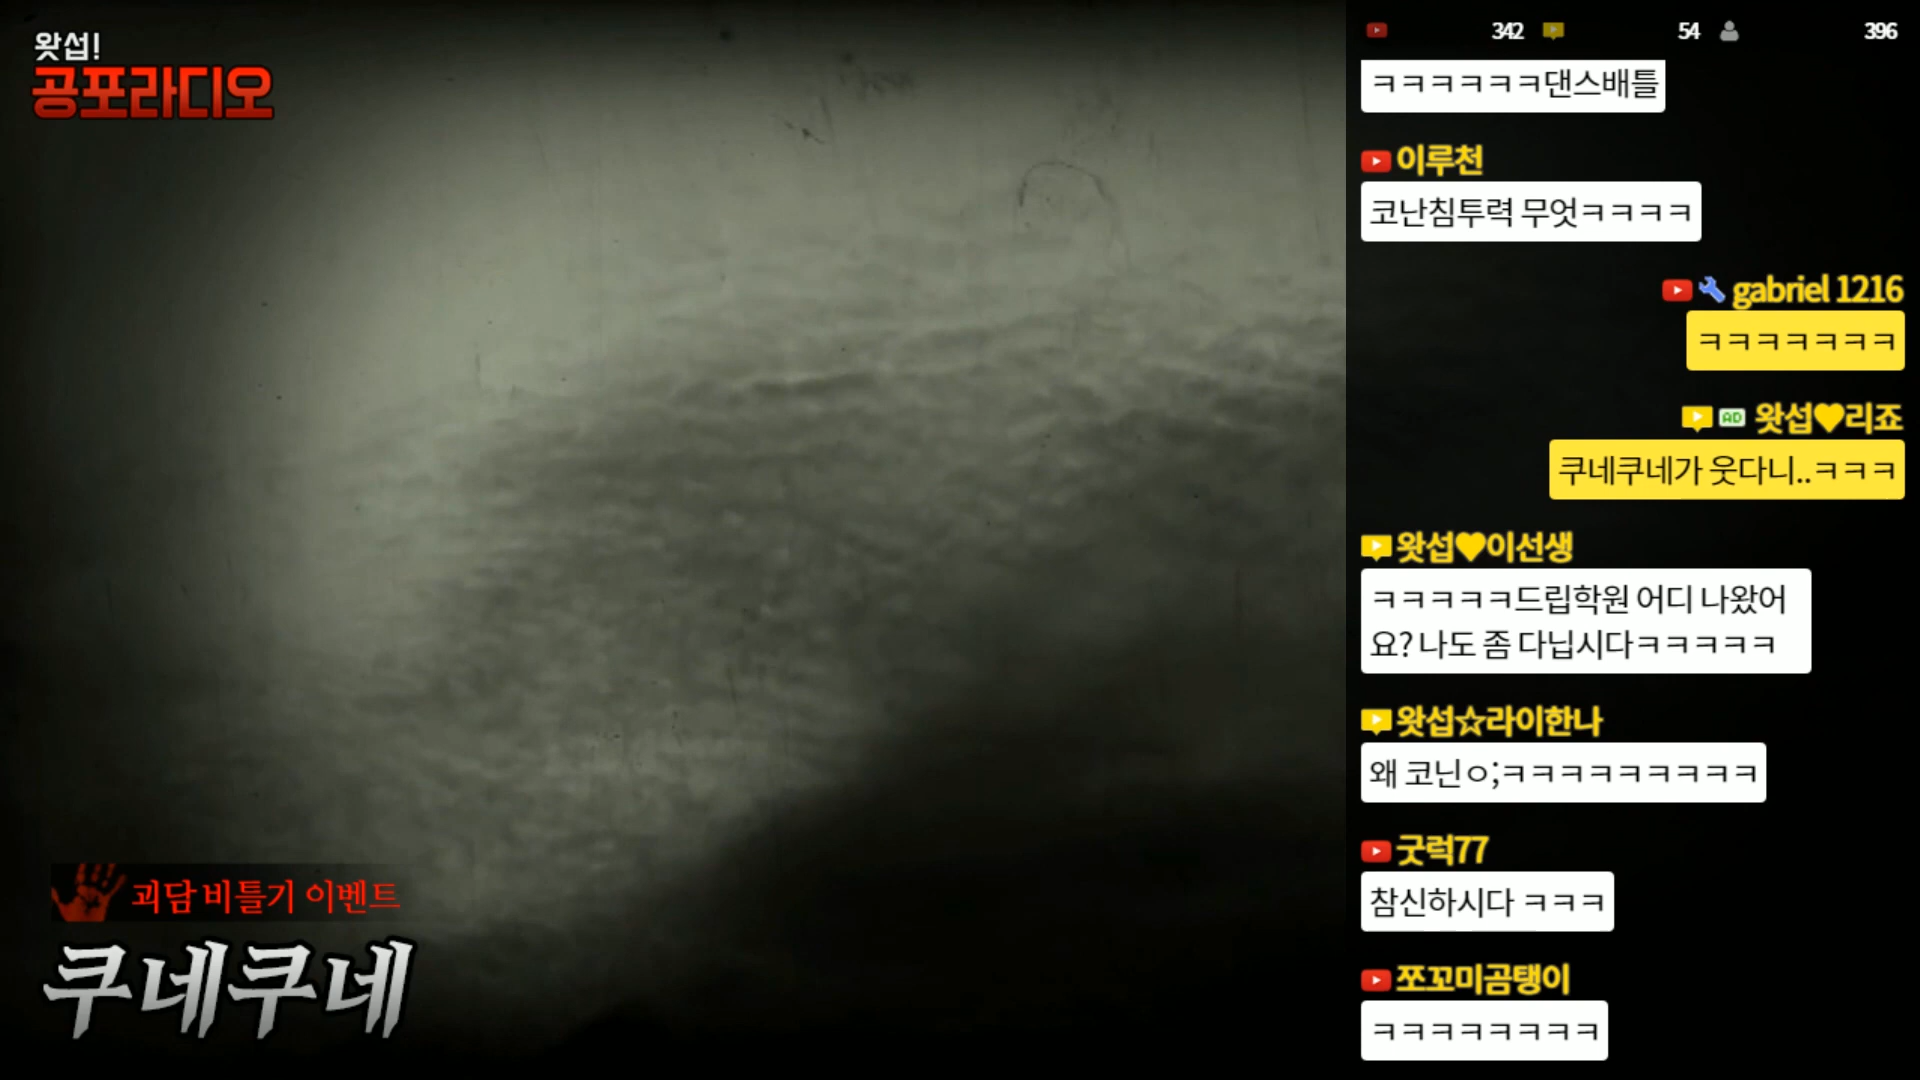 왓섭!
공포라디오
괴담 비틀기 이벤트
쿠네쿠네
342 54 396
ㅋㅋㅋㅋㅋㅋ댄스배틀
이루천
코난침투력 무엇ㅋㅋㅋㅋ
gabriel 1216
ㅋㅋㅋㅋㅋㅋㅋ
AD 왓섭♥리죠
쿠네쿠네가 웃다니..ㅋㅋㅋ
왓섭♥이선생
ㅋㅋㅋㅋㅋ드립학원 어디 나왔어
요? 나도 좀 다닙시다ㅋㅋㅋㅋㅋ
왓섭☆라이한나
왜 코닌ㅇ;ㅋㅋㅋㅋㅋㅋㅋㅋㅋ
굿럭77
참신하시다 ㅋㅋㅋ
쪼꼬미곰탱이
ㅋㅋㅋㅋㅋㅋㅋㅋ